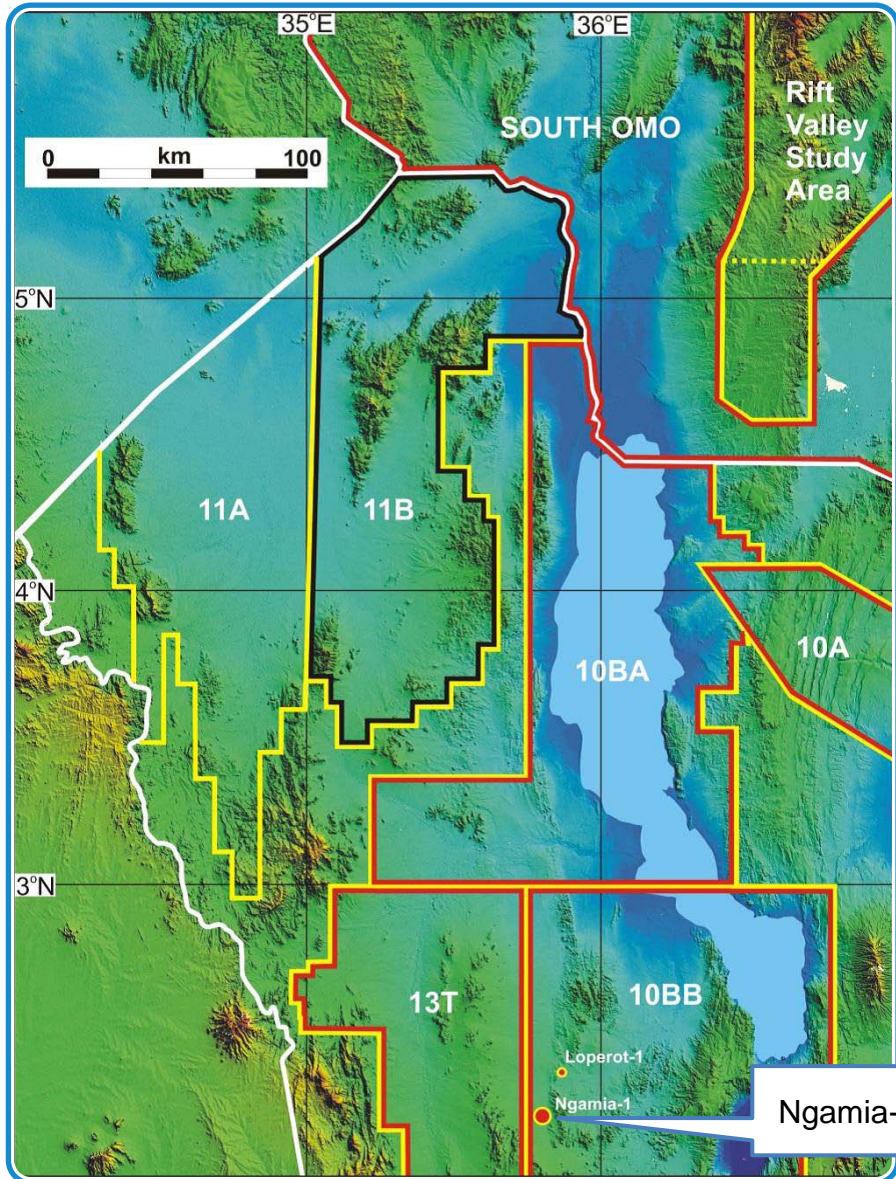 35°E
36°E
0 km 100
SOUTH OMO
Rift
Valley
Study
Area
5°N
11A
11B
4°N
10BA
10A
3°N
13T
10BB
Loperot-1
Ngamia-1
Ngamia-